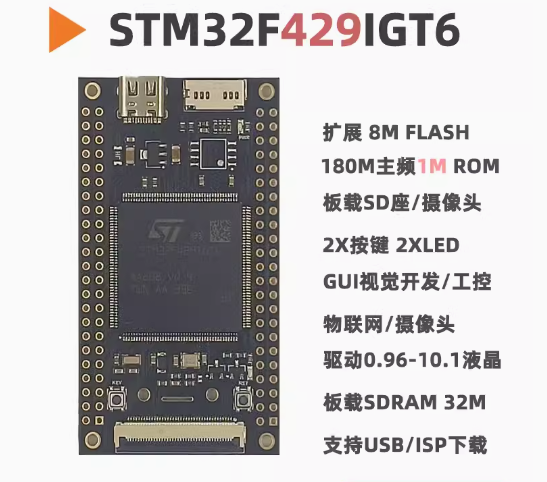 STM32F429IGT6
扩展 8M FLASH
180M主频1M ROM
板载SD座/摄像头
2X按键 2XLED
GUI视觉开发/工控
物联网/摄像头
驱动0.96-10.1液晶
板载SDRAM 32M
支持USB/ISP下载
ST
KEY
RST